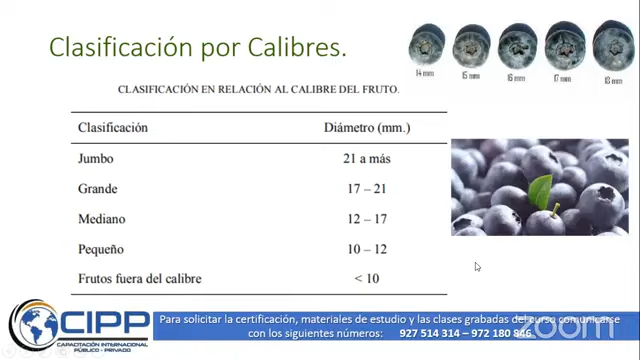 Clasificación por Calibres.
14 mm
15 mm
16 mm
17 mm
18 mm
CLASIFICACIÓN EN RELACIÓN AL CALIBRE DEL FRUTO.
Clasificación Diámetro (mm.)
Jumbo 21 a más
Grande 17 – 21
Mediano 12 – 17
Pequeño 10 – 12
Frutos fuera del calibre < 10
CIPP
CAPACITACIÓN INTERNACIONAL
PÚBLICO - PRIVADO
Para solicitar la certificación, materiales de estudio y las clases grabadas del curso comunicarse
con los siguientes números: 927 514 314 – 972 180 846
zoom